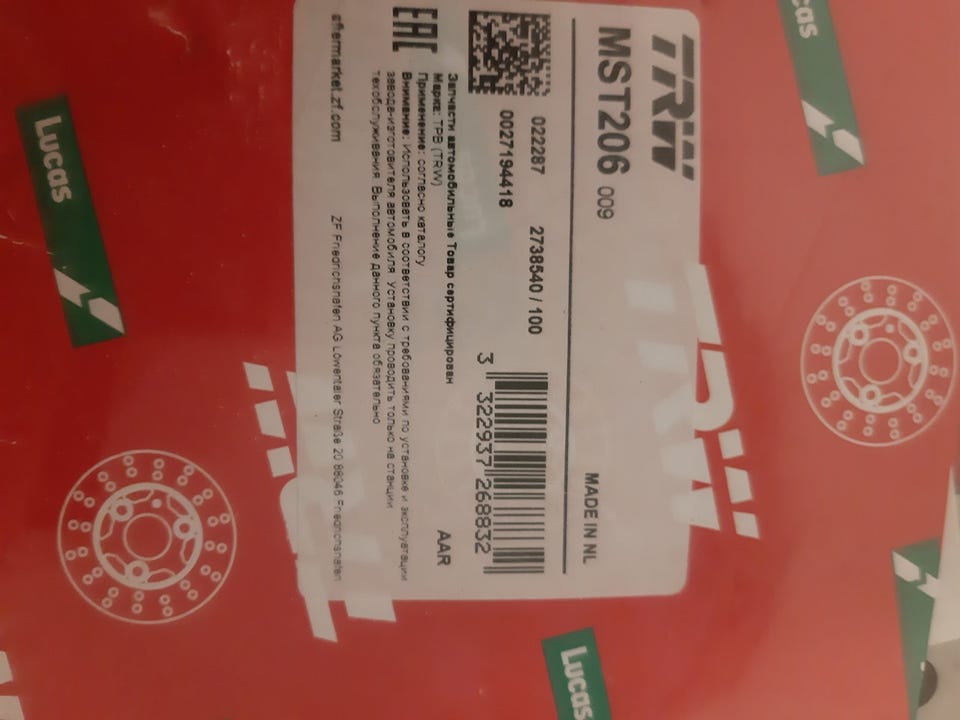 TRW
MST206 009
MADE IN NL
022287 2738540 / 100
0027194418
3 322937 268832
EAC
Запчасти автомобильные Товар сертифицирован
Марка: ТРВ (TRW)
Применение: согласно каталогу
Внимание: Использовать в соответствии с требованиями по установке и эксплуатации
завода-изготовителя автомобиля. Установку проводить только на станции
техобслуживания. Выполнение данного пункта обязательно
AAR
aftermarket.zf.com ZF Friedrichshafen AG Löwentaler Straße 20 88046 Friedrichshafen
Lucas
cas
Lucas
TRW